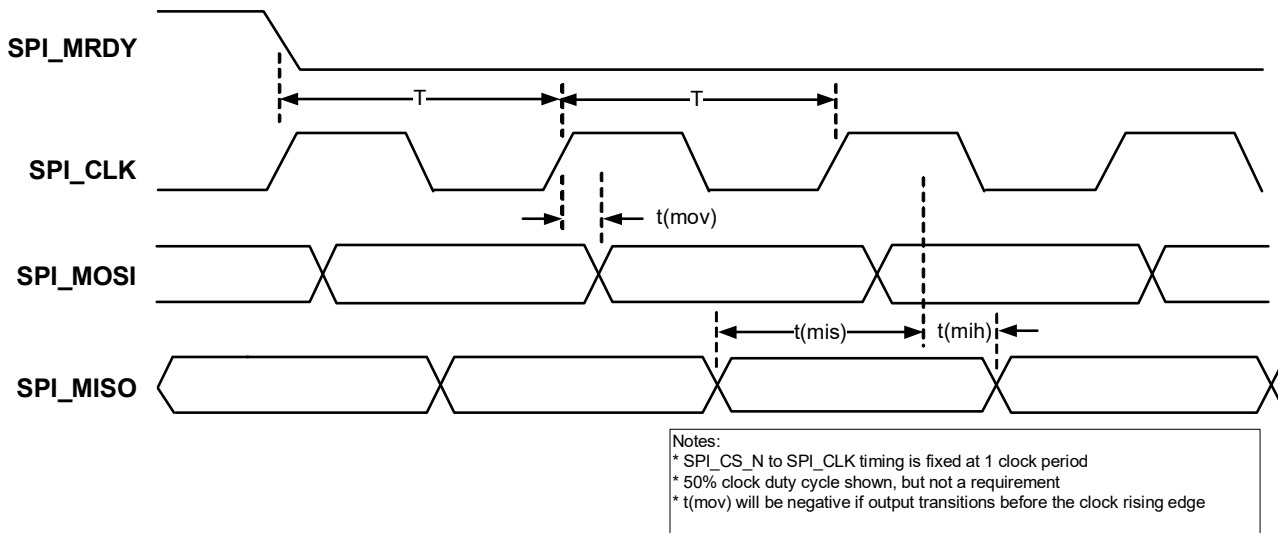 SPI_MRDY
T
T
SPI_CLK
t(mov)
SPI_MOSI
t(mis)
t(mih)
SPI_MISO
Notes:
* SPI_CS_N to SPI_CLK timing is fixed at 1 clock period
* 50% clock duty cycle shown, but not a requirement
* t(mov) will be negative if output transitions before the clock rising edge